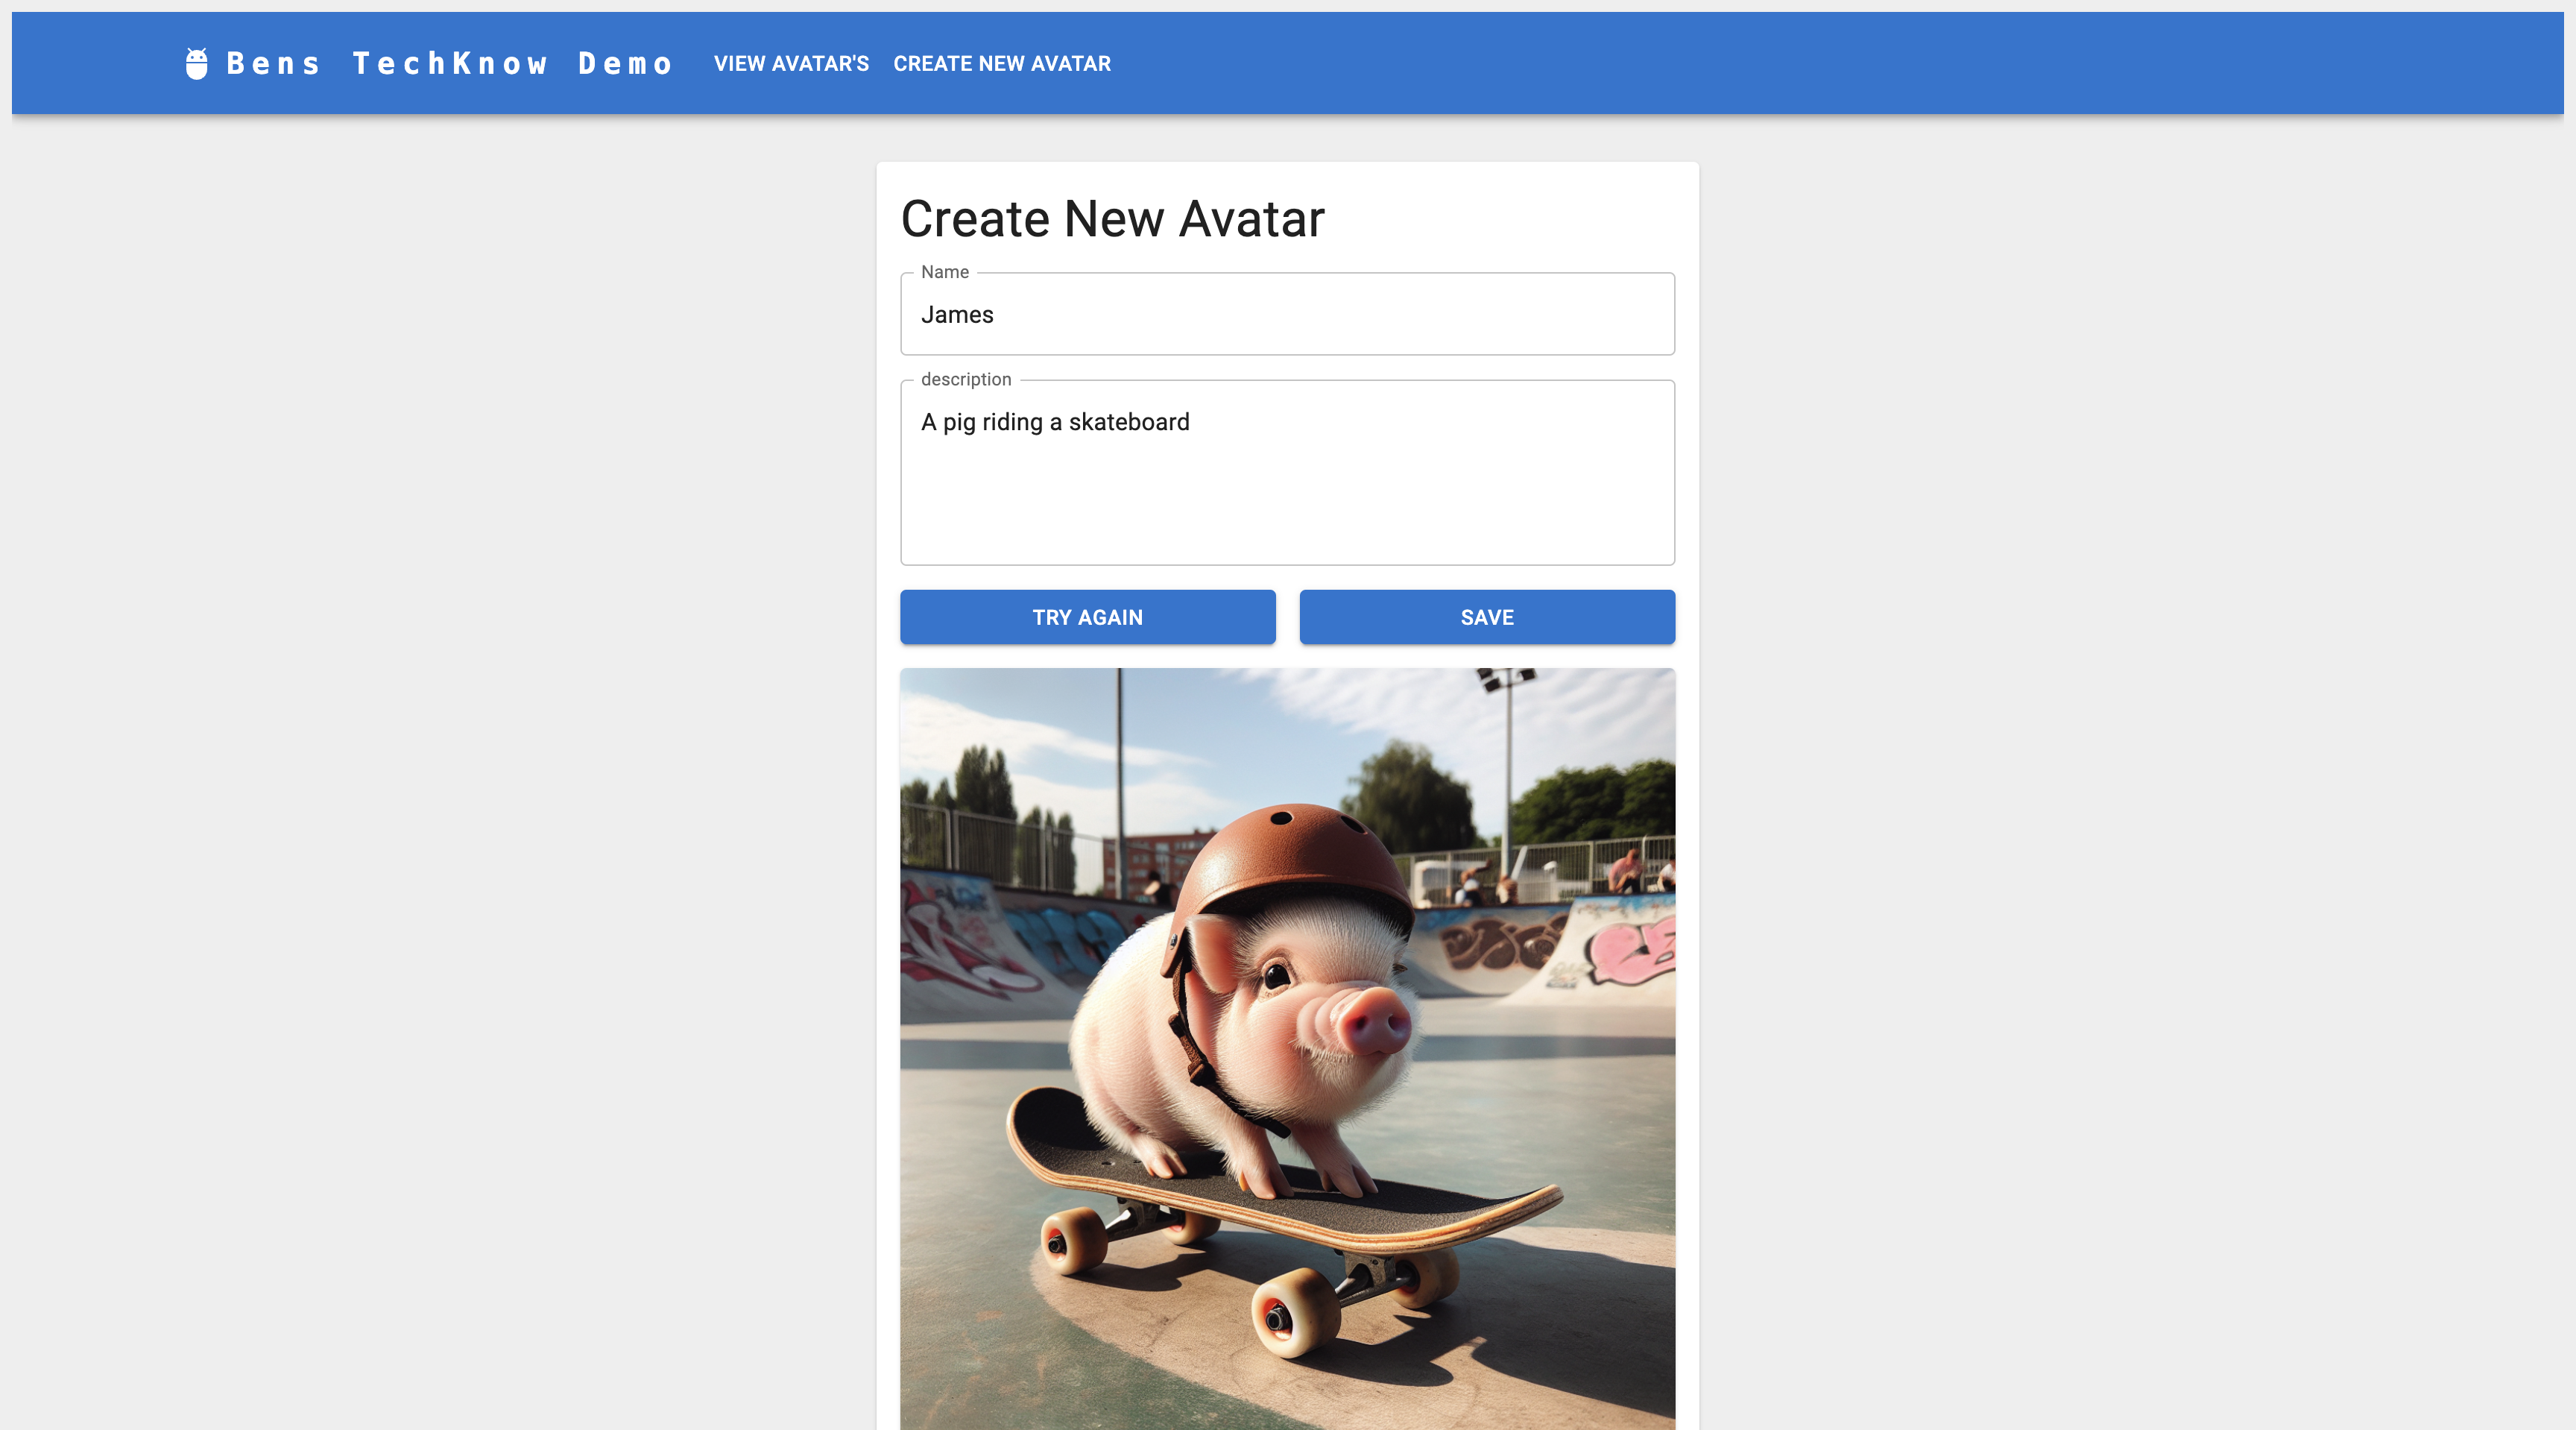 Bens TechKnow Demo VIEW AVATAR'S CREATE NEW AVATAR
Create New Avatar
Name
James
description
A pig riding a skateboard
TRY AGAIN SAVE